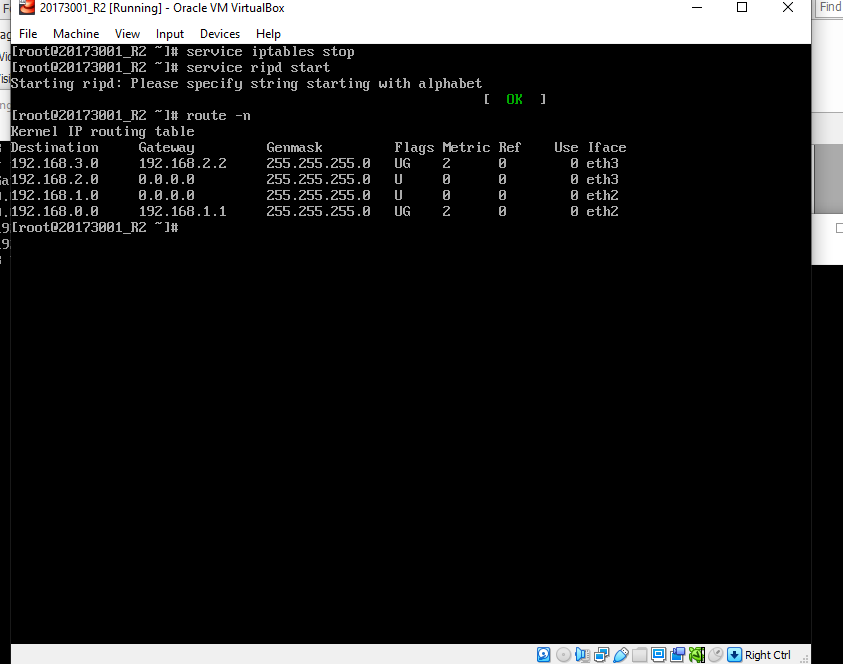 20173001_R2 [Running] - Oracle VM VirtualBox
Find
File Machine View Input Devices Help
[root@20173001_R2 ~]# service iptables stop
[root@20173001_R2 ~]# service ripd start
Starting ripd: Please specify string starting with alphabet
[ OK ]
[root@20173001_R2 ~]# route -n
Kernel IP routing table
Destination Gateway Genmask Flags Metric Ref Use Iface
192.168.3.0 192.168.2.2 255.255.255.0 UG 2 0 0 eth3
192.168.2.0 0.0.0.0 255.255.255.0 U 0 0 0 eth3
192.168.1.0 0.0.0.0 255.255.255.0 U 0 0 0 eth2
192.168.0.0 192.168.1.1 255.255.255.0 UG 2 0 0 eth2
[root@20173001_R2 ~]#
Right Ctrl